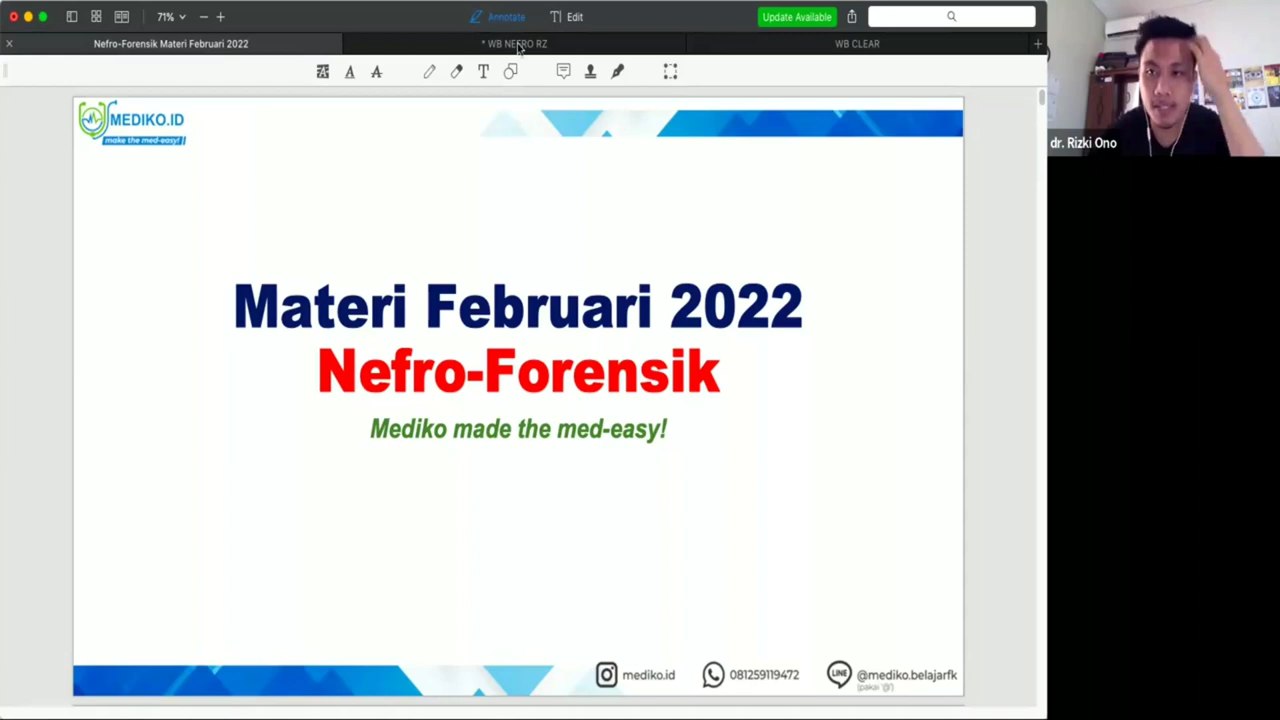 71%
Annotate
Edit
Update Available
Nefro-Forensik Materi Februari 2022
* WB NEFRO RZ
WB CLEAR
MEDIKO.ID
make the med-easy!
dr. Rizki Ono
Materi Februari 2022
Nefro-Forensik
Mediko made the med-easy!
mediko.id
081259119472
LINE
@mediko.belajarfk
(pakai '@')